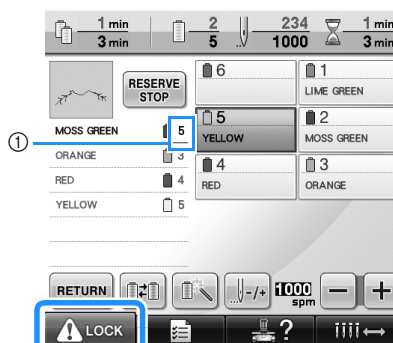 1 min
3 min
2
5
234
1000
1 min
3 min
RESERVE
STOP
6
1
LIME GREEN
MOSS GREEN 5
5
YELLOW
2
MOSS GREEN
①
ORANGE 3
RED 4
4
RED
3
ORANGE
YELLOW 5
RETURN
-/+
1000
spm
− +
LOCK
?